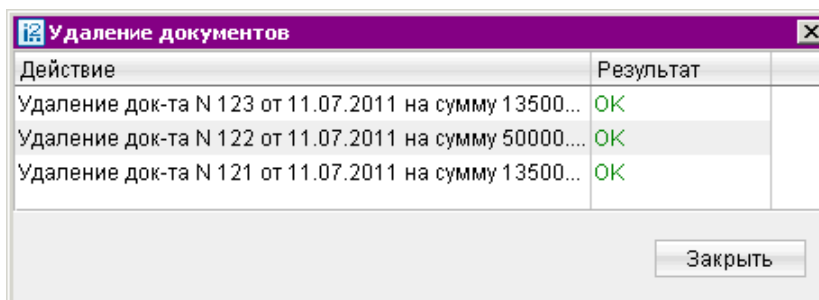 i2 Удаление документов
Действие Результат
Удаление док-та N 123 от 11.07.2011 на сумму 13500... OK
Удаление док-та N 122 от 11.07.2011 на сумму 50000.... OK
Удаление док-та N 121 от 11.07.2011 на сумму 13500... OK
Закрыть